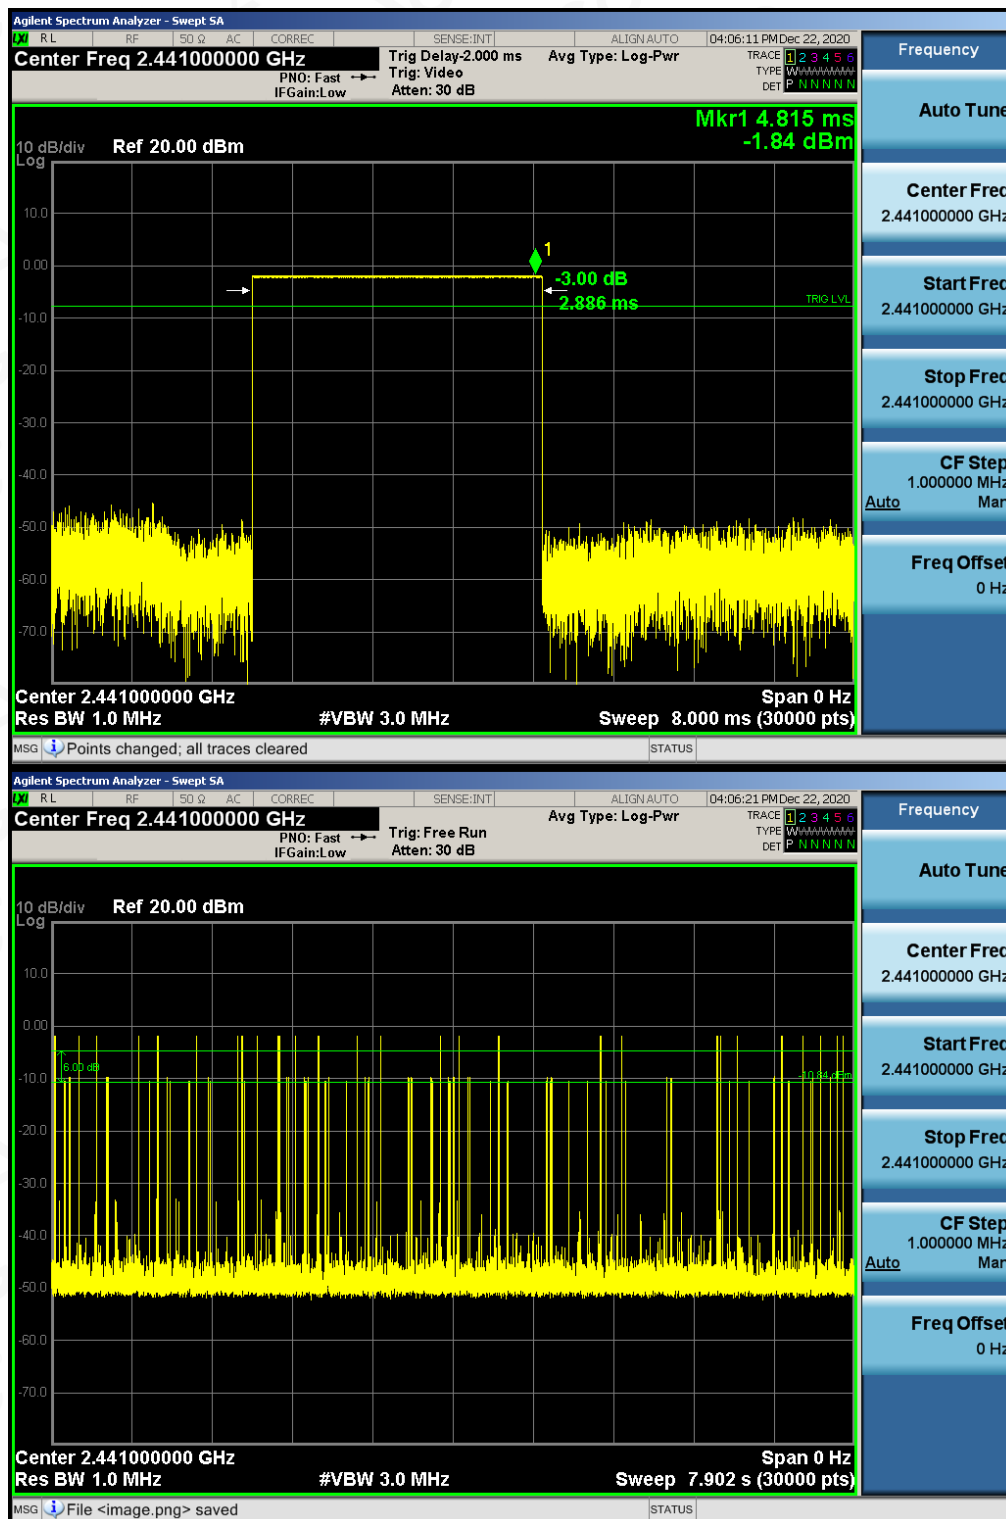 Agilent Spectrum Analyzer - Swept SA
LXI RL RF 50 Ω AC CORREC SENSE:INT ALIGN AUTO 04:06:11 PM Dec 22, 2020
Center Freq 2.441000000 GHz
PNO: Fast
IFGain:Low
Trig Delay-2.000 ms
Trig: Video
Atten: 30 dB
Avg Type: Log-Pwr
TRACE 1 2 3 4 5 6
TYPE
DET P N N N N N
Mkr1 4.815 ms
-1.84 dBm
10 dB/div
Log
Ref 20.00 dBm
10.0
0.00
-10.0
-20.0
-30.0
-40.0
-50.0
-60.0
-70.0
1
-3.00 dB
2.886 ms
TRIG LVL
Center 2.441000000 GHz
Span 0 Hz
Res BW 1.0 MHz
#VBW 3.0 MHz
Sweep 8.000 ms (30000 pts)
MSG Points changed; all traces cleared
STATUS
Frequency
Auto Tune
Center Freq
2.441000000 GHz
Start Freq
2.441000000 GHz
Stop Freq
2.441000000 GHz
CF Step
1.000000 MHz
Auto Man
Freq Offset
0 Hz
Agilent Spectrum Analyzer - Swept SA
LXI RL RF 50 Ω AC CORREC SENSE:INT ALIGN AUTO 04:06:21 PM Dec 22, 2020
Center Freq 2.441000000 GHz
PNO: Fast
IFGain:Low
Trig: Free Run
Atten: 30 dB
Avg Type: Log-Pwr
TRACE 1 2 3 4 5 6
TYPE
DET P N N N N N
10 dB/div
Log
Ref 20.00 dBm
10.0
0.00
-10.0
-20.0
-30.0
-40.0
-50.0
-60.0
-70.0
6.00 dB
-10.84 dBm
Center 2.441000000 GHz
Span 0 Hz
Res BW 1.0 MHz
#VBW 3.0 MHz
Sweep 7.902 s (30000 pts)
MSG File <image.png> saved
STATUS
Frequency
Auto Tune
Center Freq
2.441000000 GHz
Start Freq
2.441000000 GHz
Stop Freq
2.441000000 GHz
CF Step
1.000000 MHz
Auto Man
Freq Offset
0 Hz